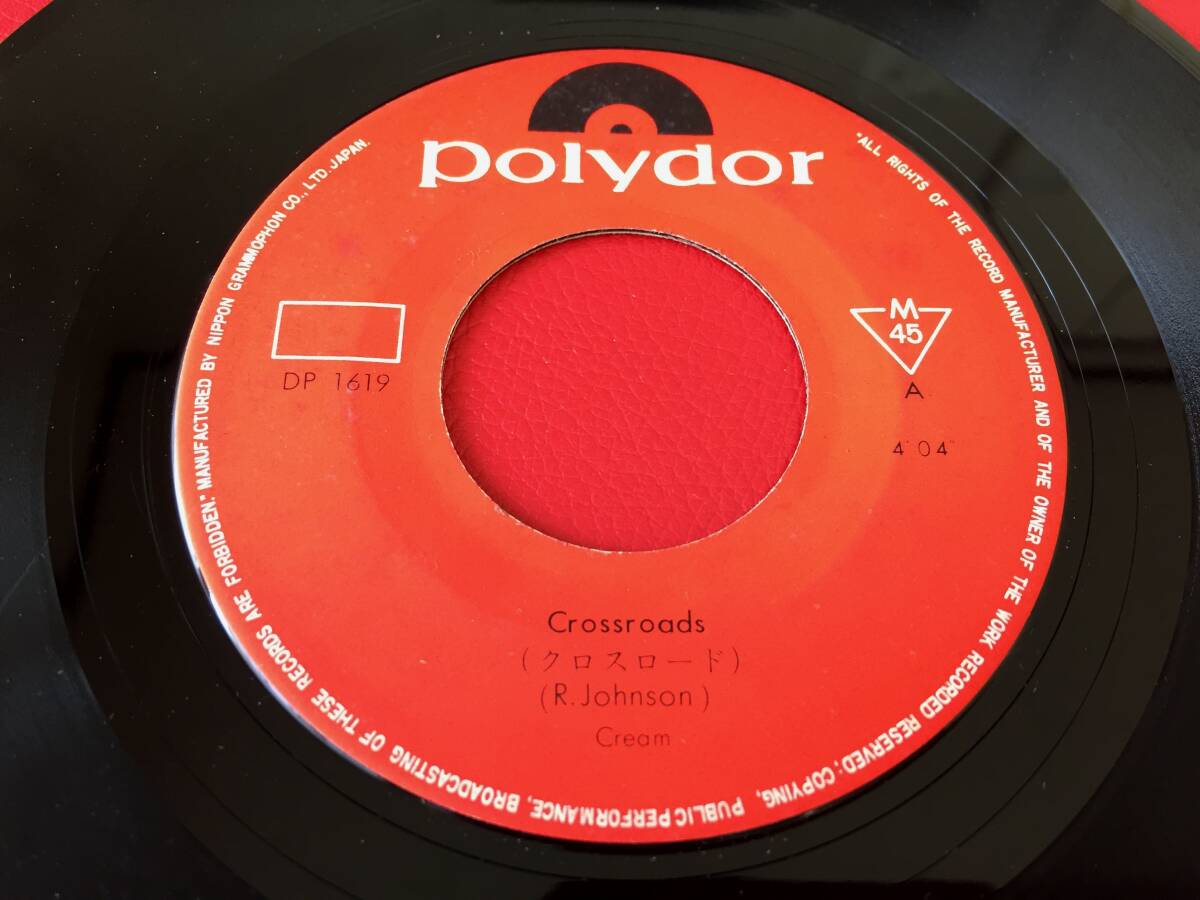 polydor
"ALL RIGHTS OF THE RECORD MANUFACTURER AND OF THE OWNER OF THE WORK RECORDED RESERVED: COPYING, PUBLIC PERFORMANCE, BROADCASTING OF THESE RECORDS ARE FORBIDDEN." MANUFACTURED BY NIPPON GRAMMOPHON CO., LTD. JAPAN.
DP 1619
M
45
A
4'04"
Crossroads
(クロスロード)
(R. Johnson)
Cream